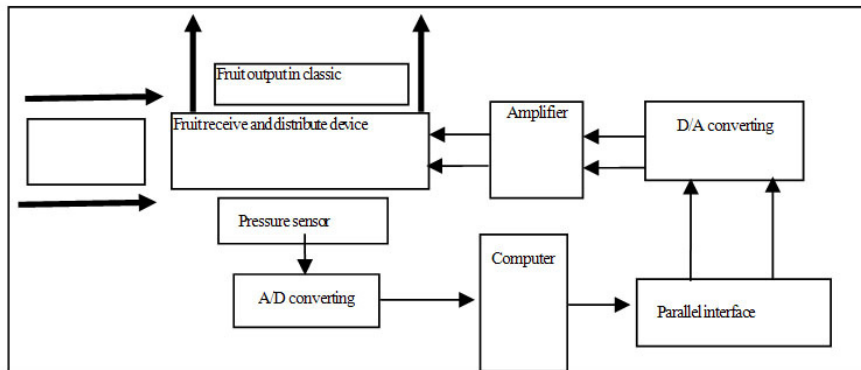 Fruit output in classic
Fruit receive and distribute device
Amplifier
D/A converting
Pressure sensor
Computer
A/D converting
Parallel interface